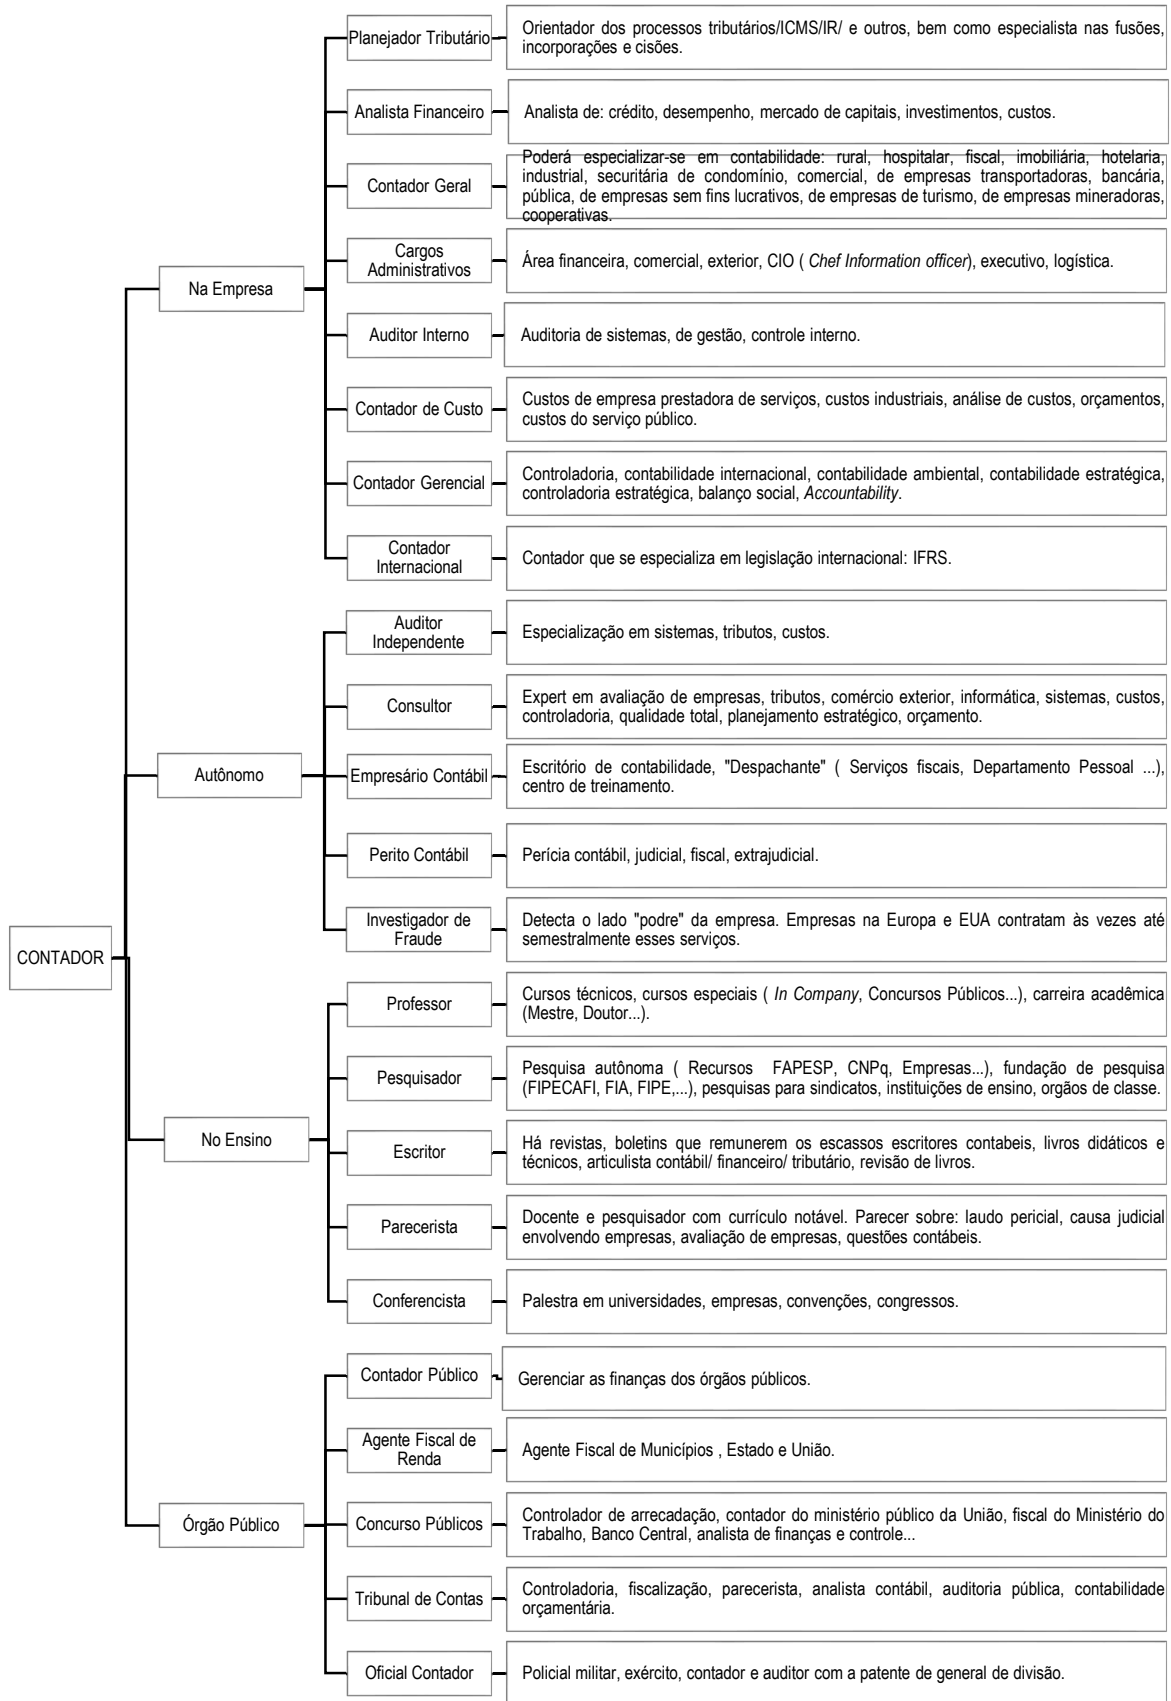 Planejador Tributário
Orientador dos processos tributários/ICMS/IR/ e outros, bem como especialista nas fusões,
incorporações e cisões.
Analista Financeiro
Analista de: crédito, desempenho, mercado de capitais, investimentos, custos.
Contador Geral
Poderá especializar-se em contabilidade: rural, hospitalar, fiscal, imobiliária, hotelaria,
industrial, securitária de condomínio, comercial, de empresas transportadoras, bancária,
pública, de empresas sem fins lucrativos, de empresas de turismo, de empresas mineradoras,
cooperativas.
Cargos
Administrativos
Área financeira, comercial, exterior, CIO ( Chef Information officer), executivo, logística.
Na Empresa
Auditor Interno
Auditoria de sistemas, de gestão, controle interno.
Contador de Custo
Custos de empresa prestadora de serviços, custos industriais, análise de custos, orçamentos,
custos do serviço público.
Contador Gerencial
Controladoria, contabilidade internacional, contabilidade ambiental, contabilidade estratégica,
controladoria estratégica, balanço social, Accountability.
Contador
Internacional
Contador que se especializa em legislação internacional: IFRS.
Auditor
Independente
Especialização em sistemas, tributos, custos.
Consultor
Expert em avaliação de empresas, tributos, comércio exterior, informática, sistemas, custos,
controladoria, qualidade total, planejamento estratégico, orçamento.
Autônomo
Empresário Contábil
Escritório de contabilidade, "Despachante" ( Serviços fiscais, Departamento Pessoal ...),
centro de treinamento.
Perito Contábil
Perícia contábil, judicial, fiscal, extrajudicial.
Investigador de
Fraude
Detecta o lado "podre" da empresa. Empresas na Europa e EUA contratam às vezes até
semestralmente esses serviços.
CONTADOR
Professor
Cursos técnicos, cursos especiais ( In Company, Concursos Públicos...), carreira acadêmica
(Mestre, Doutor...).
Pesquisador
Pesquisa autônoma ( Recursos FAPESP, CNPq, Empresas...), fundação de pesquisa
(FIPECAFI, FIA, FIPE,...), pesquisas para sindicatos, instituições de ensino, orgãos de classe.
No Ensino
Escritor
Há revistas, boletins que remunerem os escassos escritores contabeis, livros didáticos e
técnicos, articulista contábil/ financeiro/ tributário, revisão de livros.
Parecerista
Docente e pesquisador com currículo notável. Parecer sobre: laudo pericial, causa judicial
envolvendo empresas, avaliação de empresas, questões contábeis.
Conferencista
Palestra em universidades, empresas, convenções, congressos.
Contador Público
Gerenciar as finanças dos órgãos públicos.
Agente Fiscal de
Renda
Agente Fiscal de Municípios , Estado e União.
Órgão Público
Concurso Públicos
Controlador de arrecadação, contador do ministério público da União, fiscal do Ministério do
Trabalho, Banco Central, analista de finanças e controle...
Tribunal de Contas
Controladoria, fiscalização, parecerista, analista contábil, auditoria pública, contabilidade
orçamentária.
Oficial Contador
Policial militar, exército, contador e auditor com a patente de general de divisão.